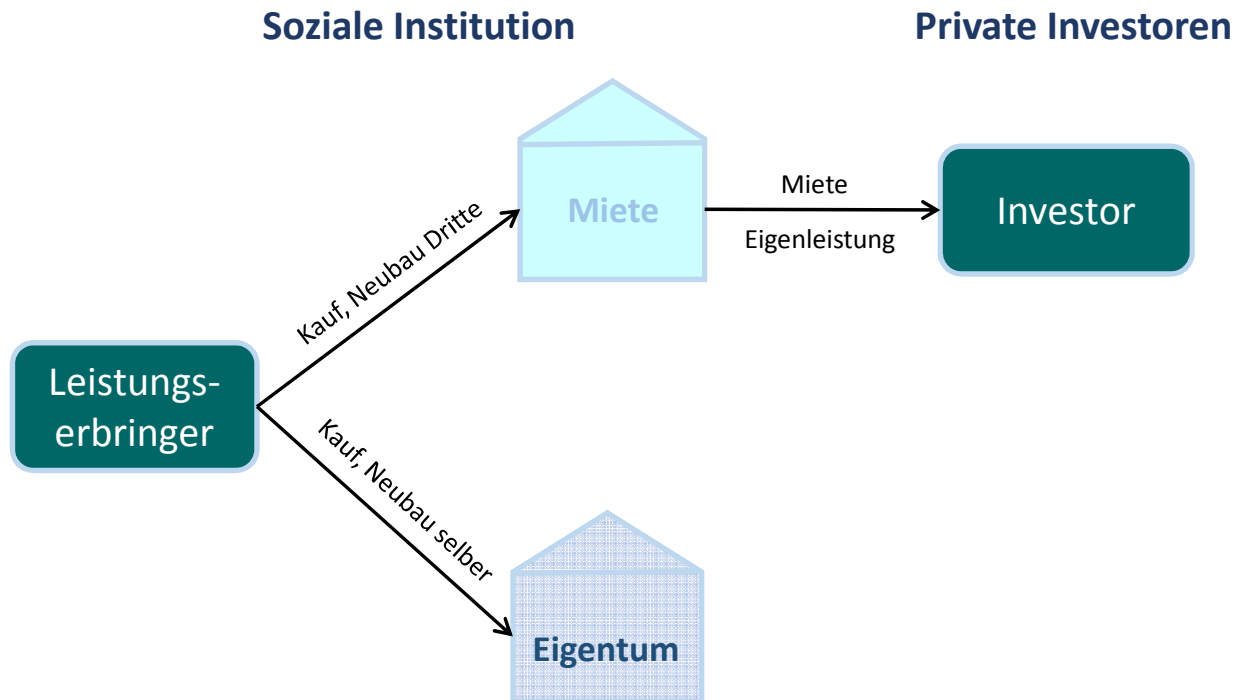 Soziale Institution
Private Investoren
Miete
Miete
Eigenleistung
Investor
Kauf, Neubau Dritte
Leistungs-
erbringer
Kauf, Neubau selber
Eigentum